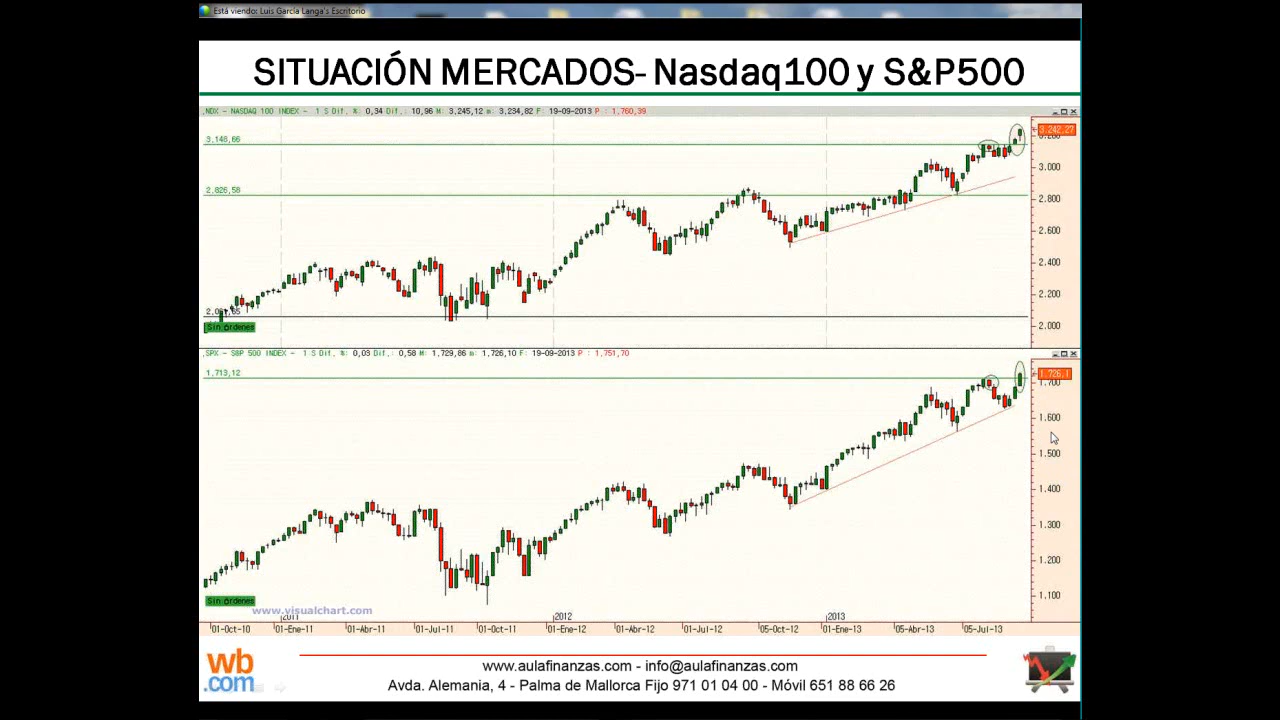 Está viendo: Luis García Langa's Escritorio
SITUACIÓN MERCADOS- Nasdaq100 y S&P500
.NDX - NASDAQ 100 INDEX - 1 S Dif. %: 0,34 Dif.: 10,96 M: 3.245,12 m: 3.234,82 F: 19-09-2013 P : 1,760,39
3.242,27
3.200
3.148,66
3.000
2.826,58
2.800
2.600
2.400
2.200
2.000
Sin órdenes
.SPX - S&P 500 INDEX - 1 S Dif. %: 0,03 Dif.: 0,58 M: 1.729,86 m: 1.726,10 F: 19-09-2013 P : 1,751,70
1.713,12
1.726,1
1.700
1.600
1.500
1.400
1.300
1.200
1.100
Sin órdenes
www.visualchart.com
2011 2012 2013
01-Oct-10 01-Ene-11 01-Abr-11 01-Jul-11 01-Oct-11 01-Ene-12 01-Abr-12 01-Jul-12 05-Oct-12 01-Ene-13 05-Abr-13 05-Jul-13
wb
.com
www.aulafinanzas.com - info@aulafinanzas.com
Avda. Alemania, 4 - Palma de Mallorca Fijo 971 01 04 00 - Móvil 651 88 66 26